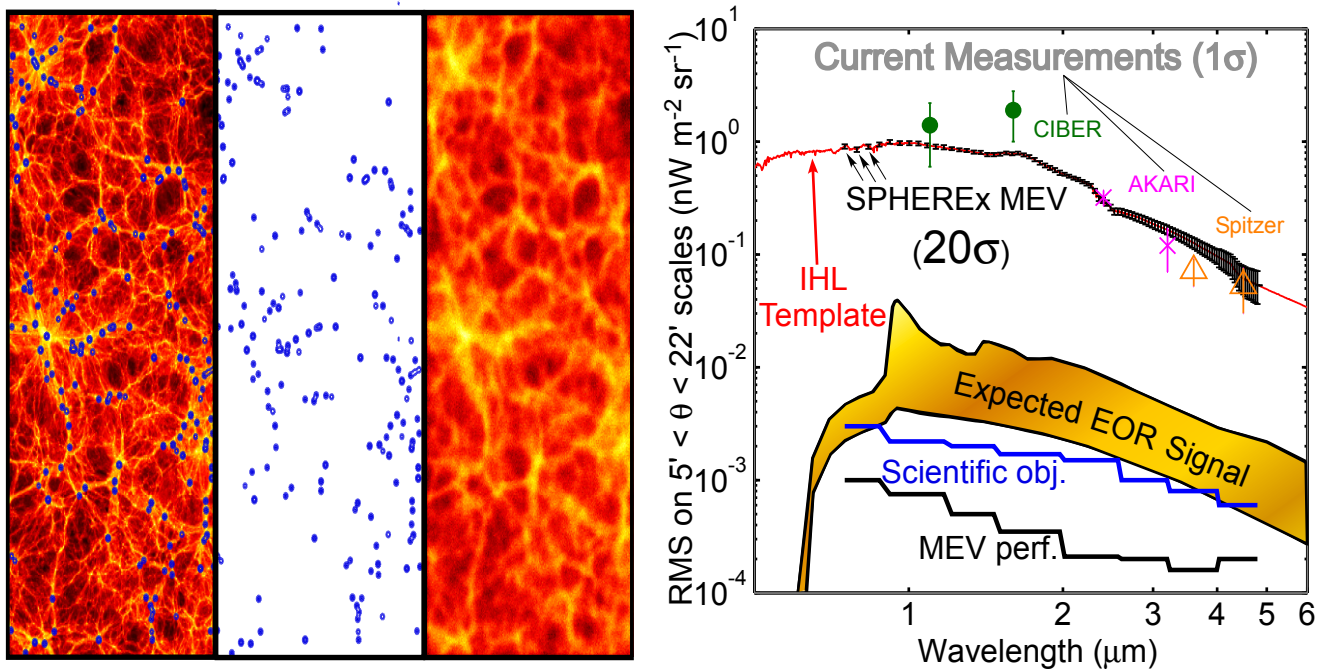 RMS on 5' < θ < 22' scales (nW m⁻² sr⁻¹)
10¹
10⁰
10⁻¹
10⁻²
10⁻³
10⁻⁴
Current Measurements (1σ)
CIBER
AKARI
SPHEREx MEV
(20σ)
Spitzer
IHL
Template
Expected EOR Signal
Scientific obj.
MEV perf.
1
2
3
4
5
6
Wavelength (μm)